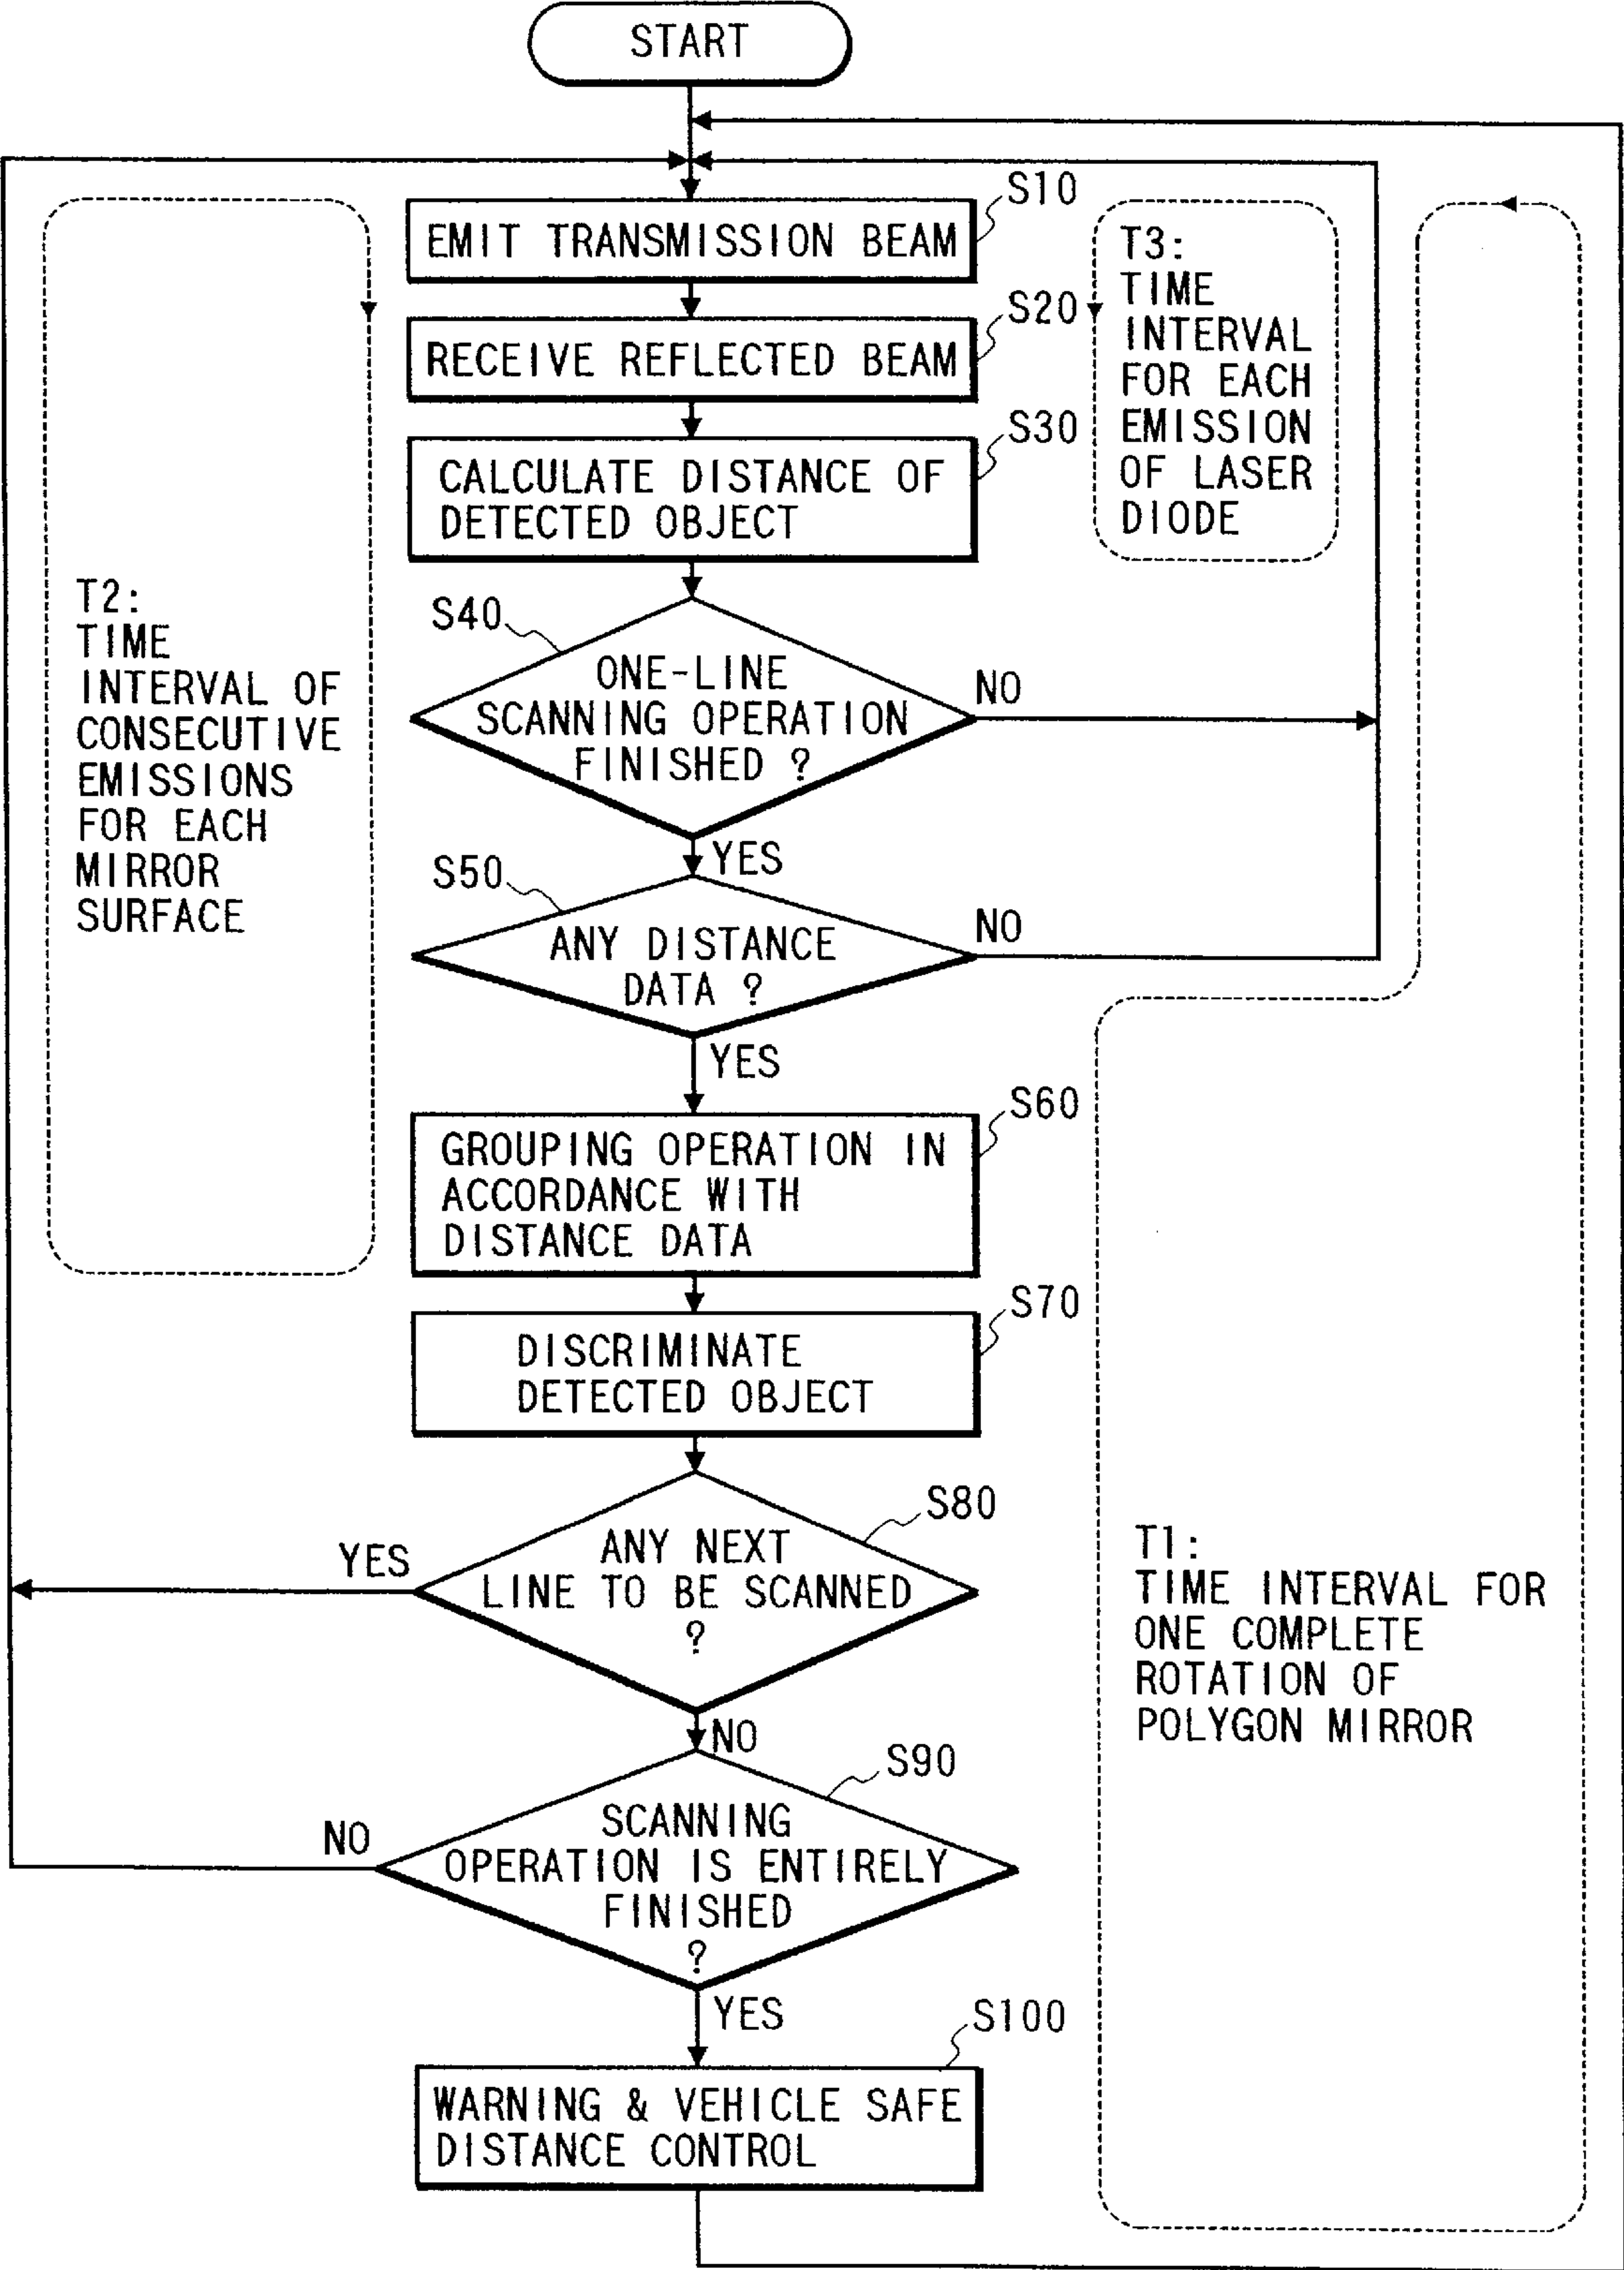 START
S10
EMIT TRANSMISSION BEAM
S20
RECEIVE REFLECTED BEAM
S30
CALCULATE DISTANCE OF
DETECTED OBJECT
T3:
TIME
INTERVAL
FOR EACH
EMISSION
OF LASER
DIODE
T2:
TIME
INTERVAL OF
CONSECUTIVE
EMISSIONS
FOR EACH
MIRROR
SURFACE
S40
ONE-LINE
SCANNING OPERATION
FINISHED ?
NO
YES
S50
ANY DISTANCE
DATA ?
NO
YES
S60
GROUPING OPERATION IN
ACCORDANCE WITH
DISTANCE DATA
S70
DISCRIMINATE
DETECTED OBJECT
S80
ANY NEXT
LINE TO BE SCANNED
?
YES
NO
T1:
TIME INTERVAL FOR
ONE COMPLETE
ROTATION OF
POLYGON MIRROR
S90
SCANNING
OPERATION IS ENTIRELY
FINISHED
?
NO
YES
S100
WARNING & VEHICLE SAFE
DISTANCE CONTROL